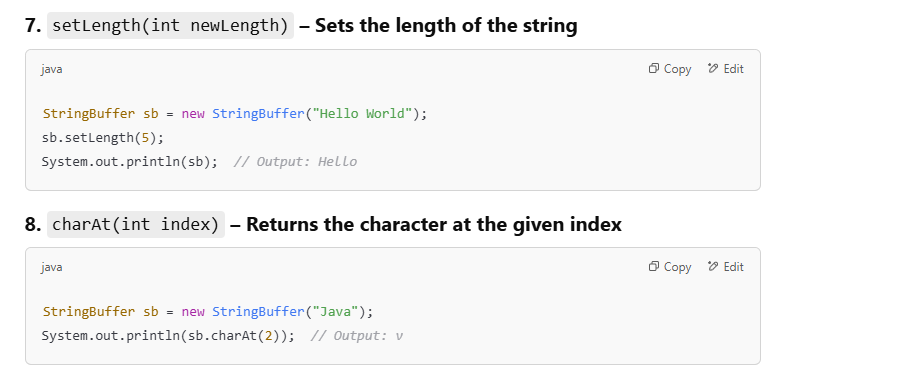 7. setLength(int newLength) – Sets the length of the string
java Copy Edit
StringBuffer sb = new StringBuffer("Hello World");
sb.setLength(5);
System.out.println(sb);  // Output: Hello
8. charAt(int index) – Returns the character at the given index
java Copy Edit
StringBuffer sb = new StringBuffer("Java");
System.out.println(sb.charAt(2));  // Output: v